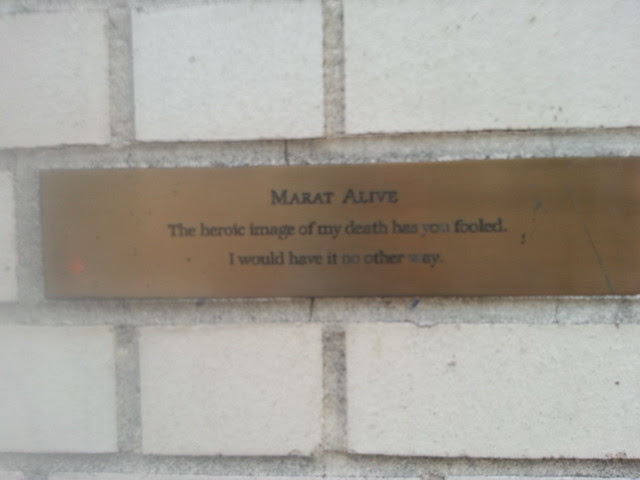 MARAT ALIVE
The heroic image of my death has you fooled.
I would have it no other way.